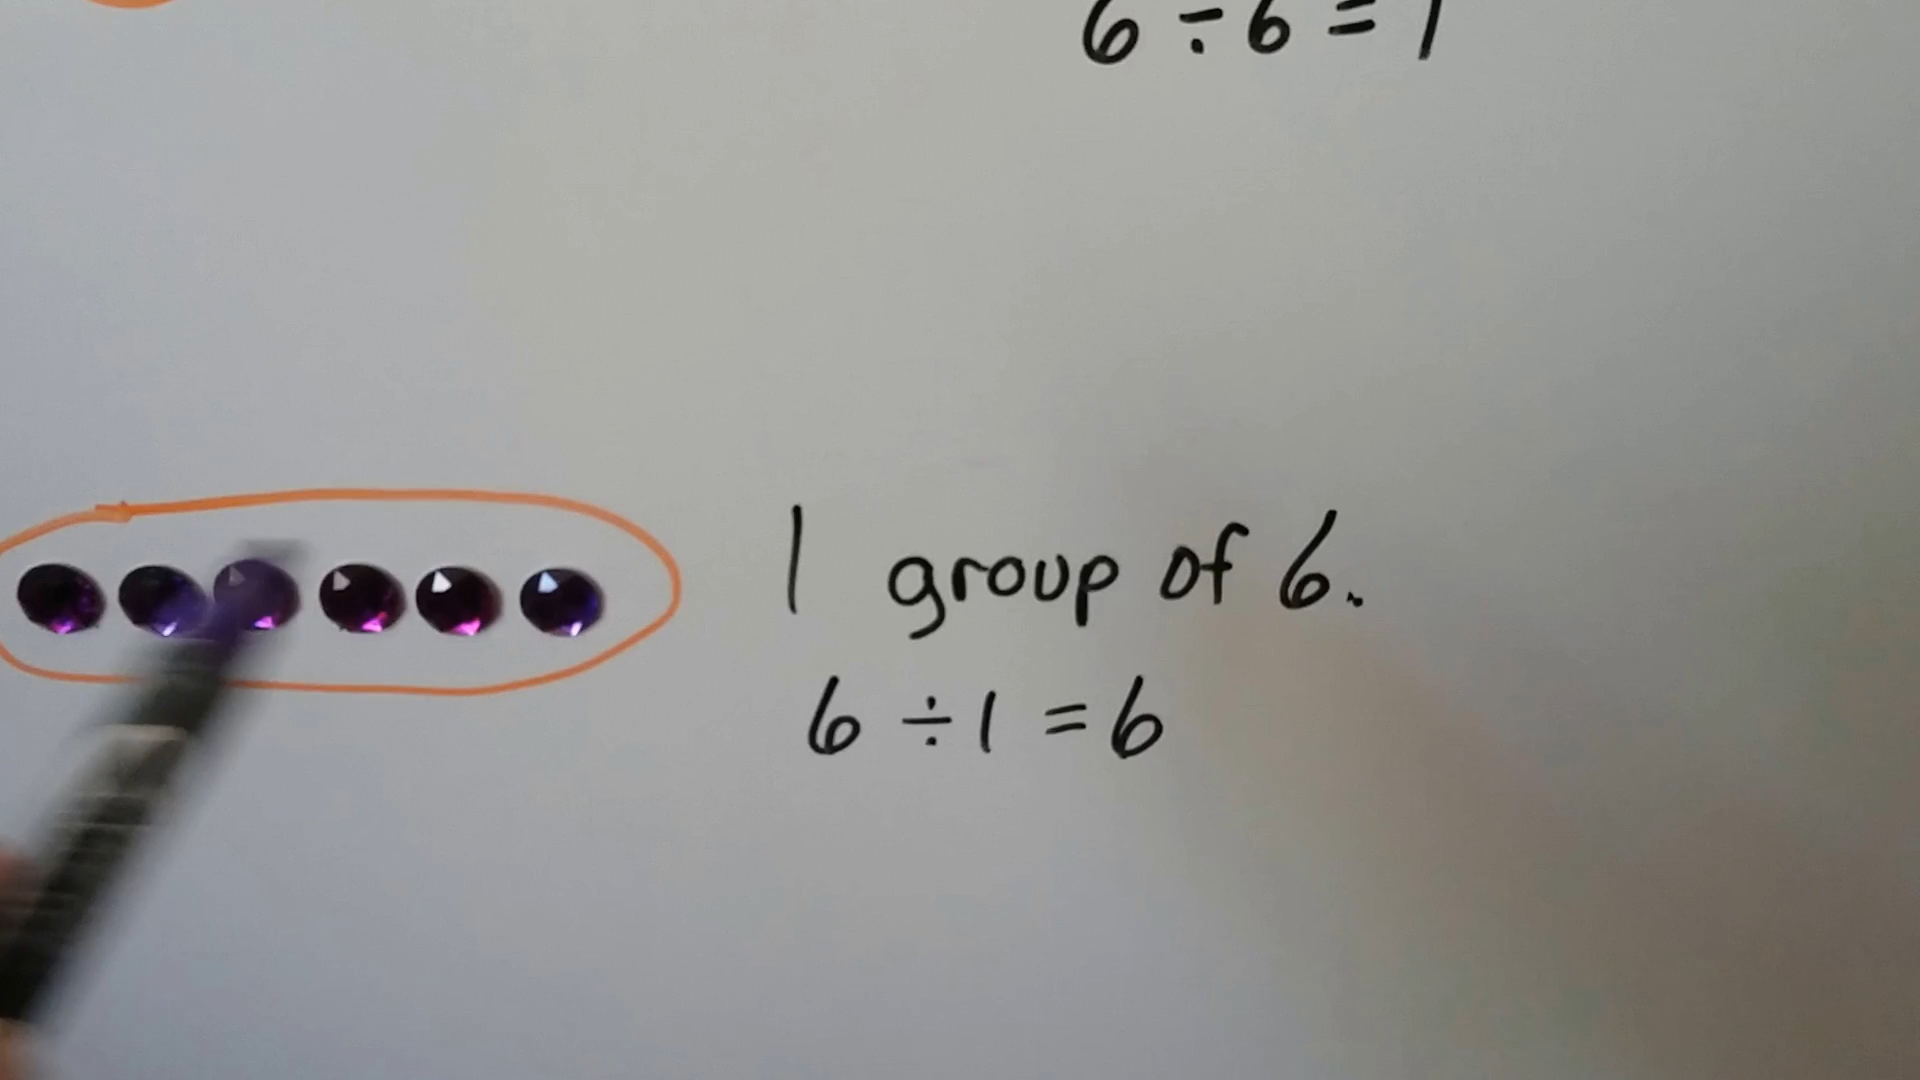 6 ÷ 6 = 1
1 group of 6.
6 ÷ 1 = 6